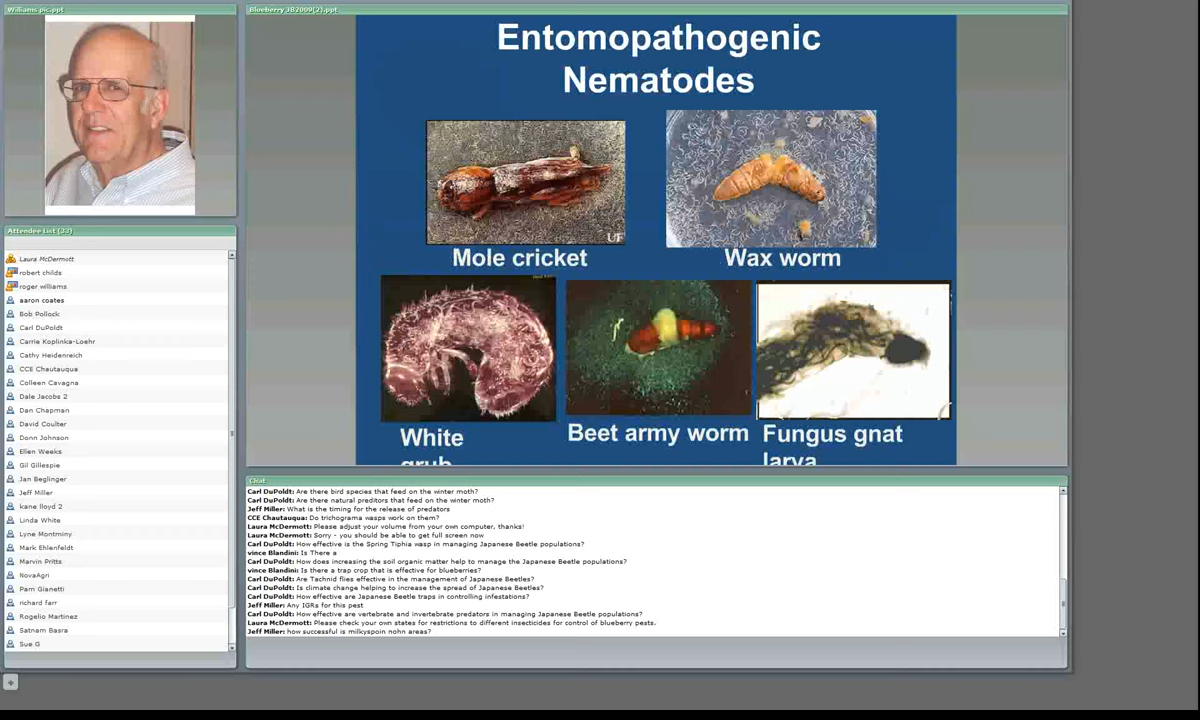 Williams pic.ppt
Attendee List (33)
Laura McDermott
robert childs
roger williams
aaron coates
Bob Pollock
Carl DuPoldt
Carrie Koplinka-Loehr
Cathy Heidenreich
CCE Chautauqua
Colleen Cavagna
Dale Jacobs 2
Dan Chapman
David Coulter
Donn Johnson
Ellen Weeks
Gil Gillespie
Jan Beglinger
Jeff Miller
kane lloyd 2
Linda White
Lyne Montminy
Mark Ehlenfeldt
Marvin Pritts
NovaAgri
Pam Gianetti
richard farr
Rogelio Martinez
Satnam Basra
Sue G
Blueberry JB2009[2].ppt
Entomopathogenic
Nematodes
UF
Mole cricket
Wax worm
White
grub
Beet army worm
Fungus gnat
larva
Chat
Carl DuPoldt: Are there bird species that feed on the winter moth?
Carl DuPoldt: Are there natural preditors that feed on the winter moth?
Jeff Miller: What is the timing for the release of predators
CCE Chautauqua: Do trichograma wasps work on them?
Laura McDermott: Please adjust your volume from your own computer, thanks!
Laura McDermott: Sorry - you should be able to get full screen now
Carl DuPoldt: How effective is the Spring Tiphia wasp in managing Japanese Beetle populations?
vince Blandini: Is There a
Carl DuPoldt: How does increasing the soil organic matter help to manage the Japanese Beetle populations?
vince Blandini: Is there a trap crop that is effective for blueberries?
Carl DuPoldt: Are Tachnid flies effective in the management of Japanese Beetles?
Carl DuPoldt: Is climate change helping to increase the spread of Japanese Beetles?
Carl DuPoldt: How effective are Japanese Beetle traps in controlling infestations?
Jeff Miller: Any IGRs for this pest
Carl DuPoldt: How effective are vertebrate and invertebrate predators in managing Japanese Beetle populations?
Laura McDermott: Please check your own states for restrictions to different insecticides for control of blueberry pests.
Jeff Miller: how successful is milkyspoin nohn areas?